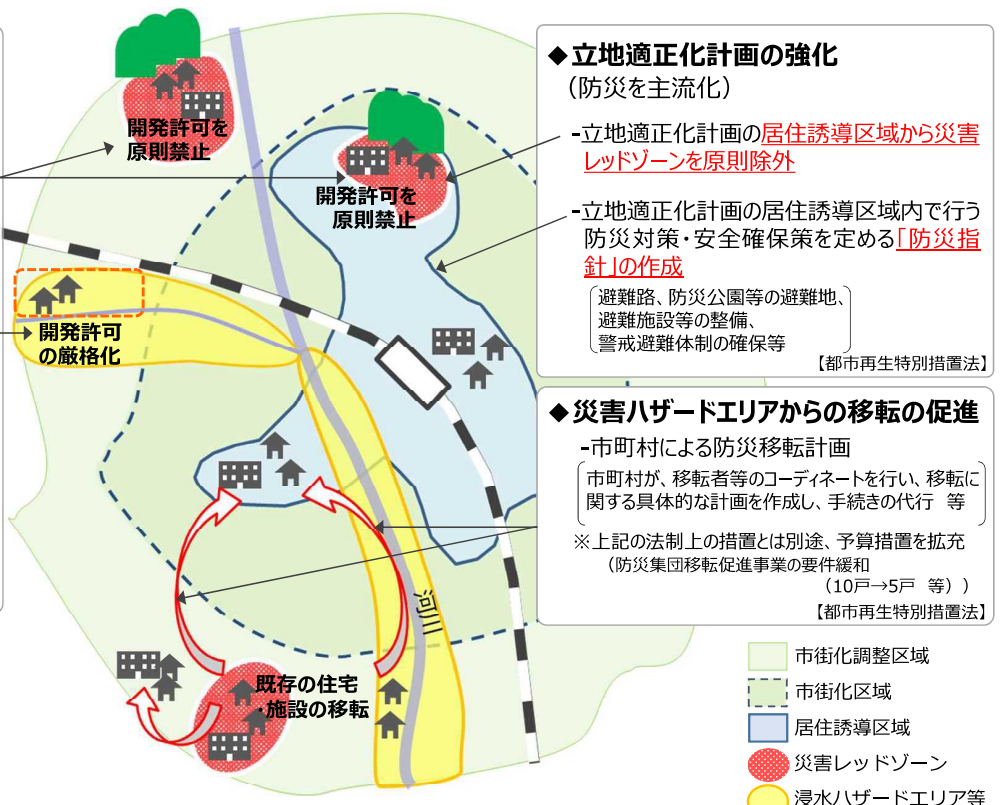 開発許可を
原則禁止
開発許可を
原則禁止
開発許可
の厳格化
河川
既存の住宅
・施設の移転
◆立地適正化計画の強化
（防災を主流化）
-立地適正化計画の居住誘導区域から災害
レッドゾーンを原則除外
-立地適正化計画の居住誘導区域内で行う
防災対策・安全確保策を定める「防災指
針」の作成
避難路、防災公園等の避難地、
避難施設等の整備、
警戒避難体制の確保等
【都市再生特別措置法】
◆災害ハザードエリアからの移転の促進
-市町村による防災移転計画
市町村が、移転者等のコーディネートを行い、移転に
関する具体的な計画を作成し、手続きの代行 等
※上記の法制上の措置とは別途、予算措置を拡充
（防災集団移転促進事業の要件緩和
（10戸→5戸 等））
【都市再生特別措置法】
市街化調整区域
市街化区域
居住誘導区域
災害レッドゾーン
浸水ハザードエリア等